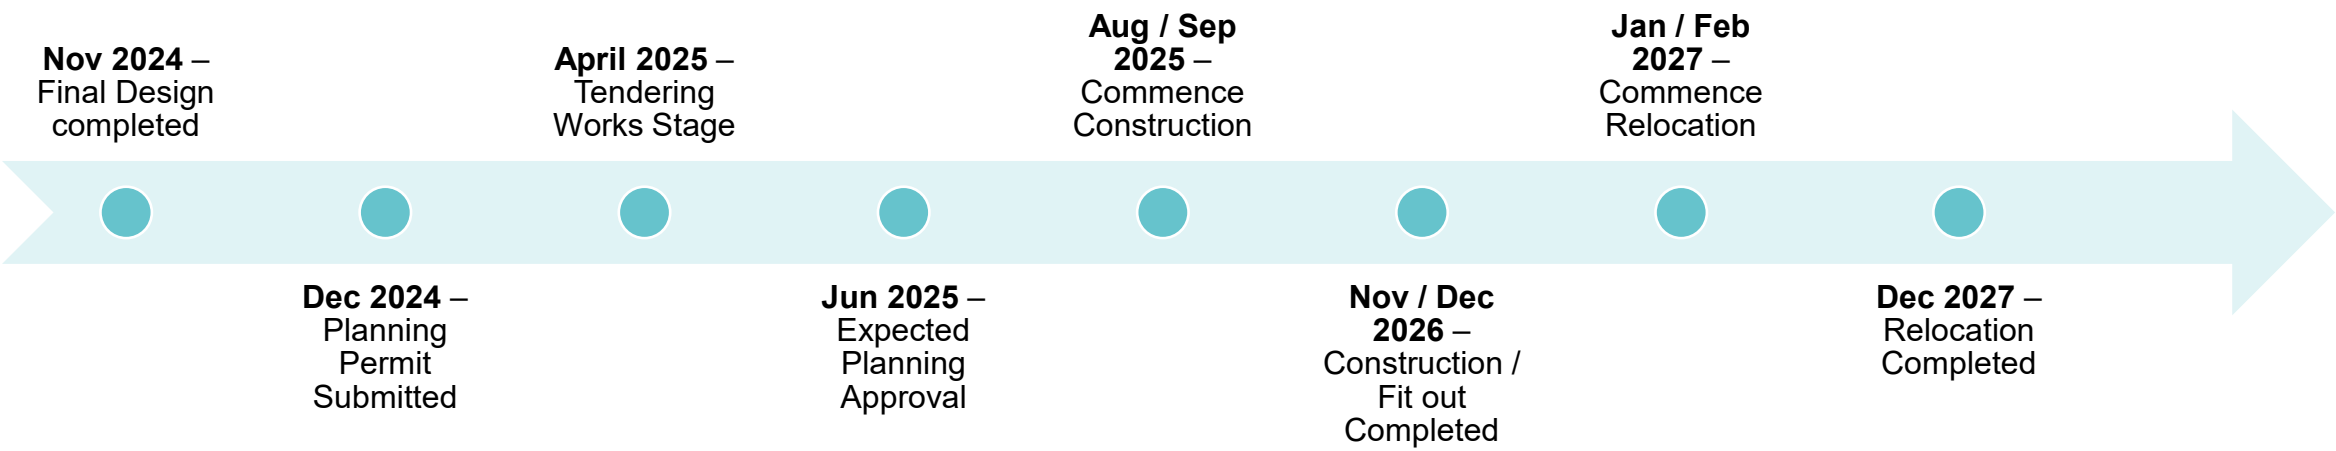 Nov 2024 –
Final Design
completed
Dec 2024 –
Planning
Permit
Submitted
April 2025 –
Tendering
Works Stage
Jun 2025 –
Expected
Planning
Approval
Aug / Sep
2025 –
Commence
Construction
Nov / Dec
2026 –
Construction /
Fit out
Completed
Jan / Feb
2027 –
Commence
Relocation
Dec 2027 –
Relocation
Completed